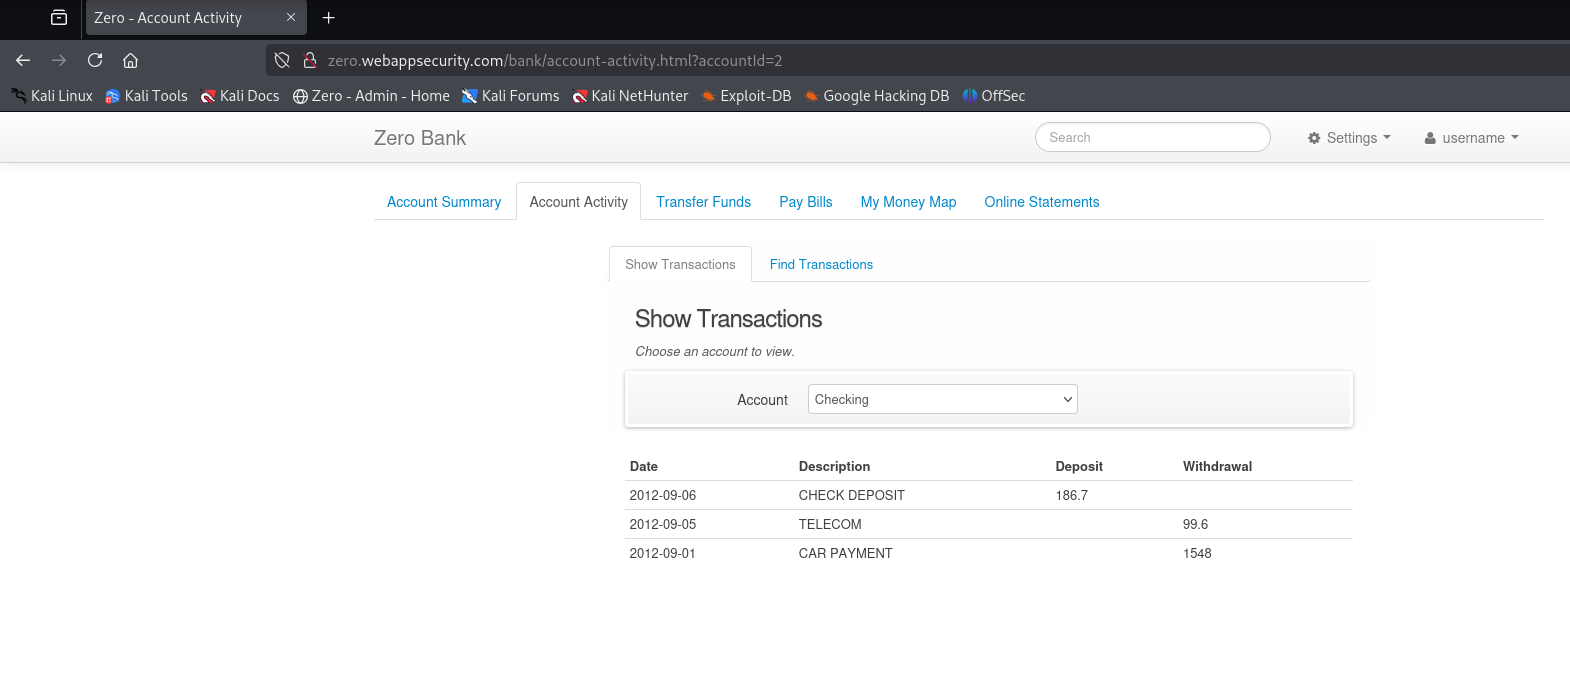 Zero - Account Activity
zero.webappsecurity.com/bank/account-activity.html?accountId=2
Kali Linux Kali Tools Kali Docs Zero - Admin - Home Kali Forums Kali NetHunter Exploit-DB Google Hacking DB OffSec
Zero Bank Search Settings username
Account Summary Account Activity Transfer Funds Pay Bills My Money Map Online Statements
Show Transactions Find Transactions
Show Transactions
Choose an account to view.
Account Checking
Date Description Deposit Withdrawal
2012-09-06 CHECK DEPOSIT 186.7
2012-09-05 TELECOM 99.6
2012-09-01 CAR PAYMENT 1548